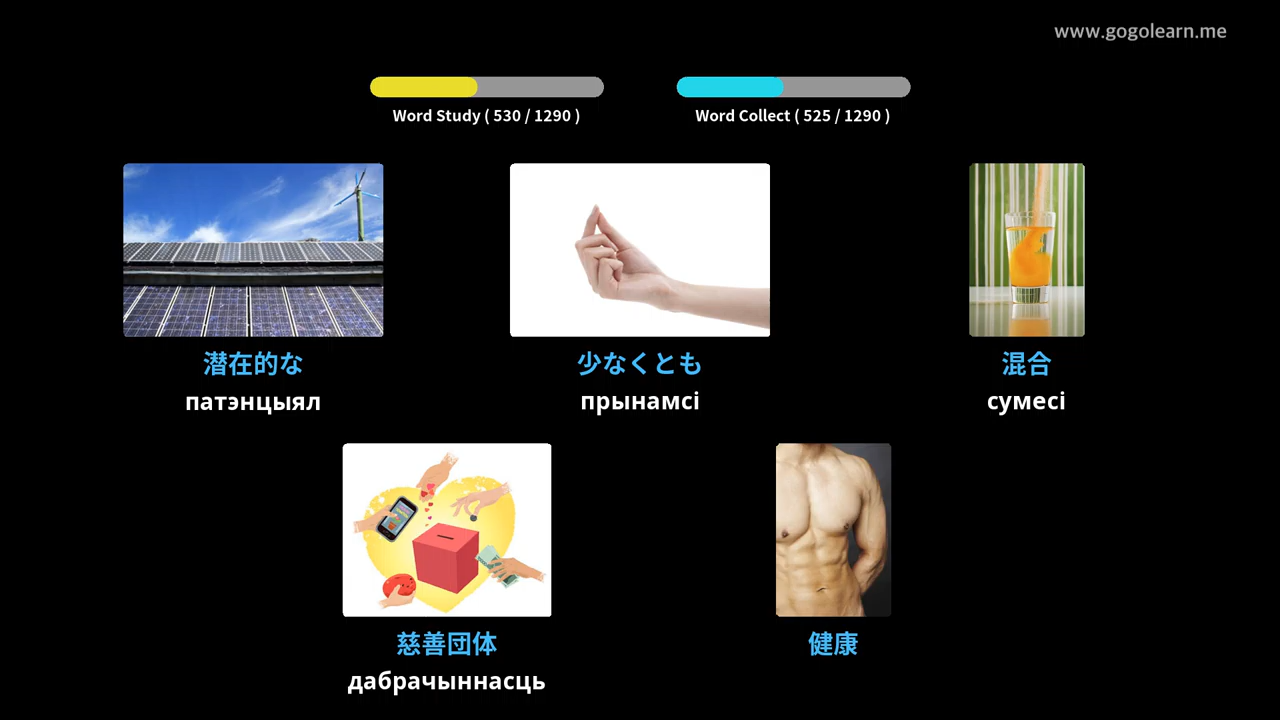 www.gogolearn.me
Word Study ( 530 / 1290 )
Word Collect ( 525 / 1290 )
潜在的な
патэнцыял
少なくとも
прынамсі
混合
сумесі
慈善団体
дабрачыннасць
健康